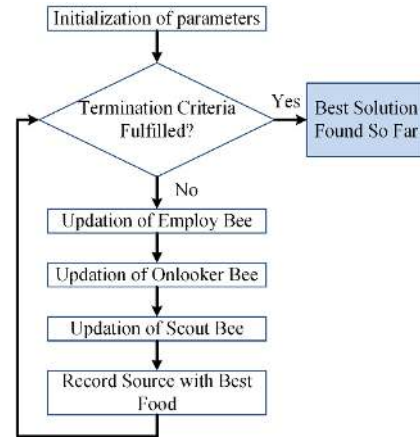 Initialization of parameters
Termination Criteria
Fulfilled?
Yes
Best Solution
Found So Far
No
Updation of Employ Bee
Updation of Onlooker Bee
Updation of Scout Bee
Record Source with Best
Food